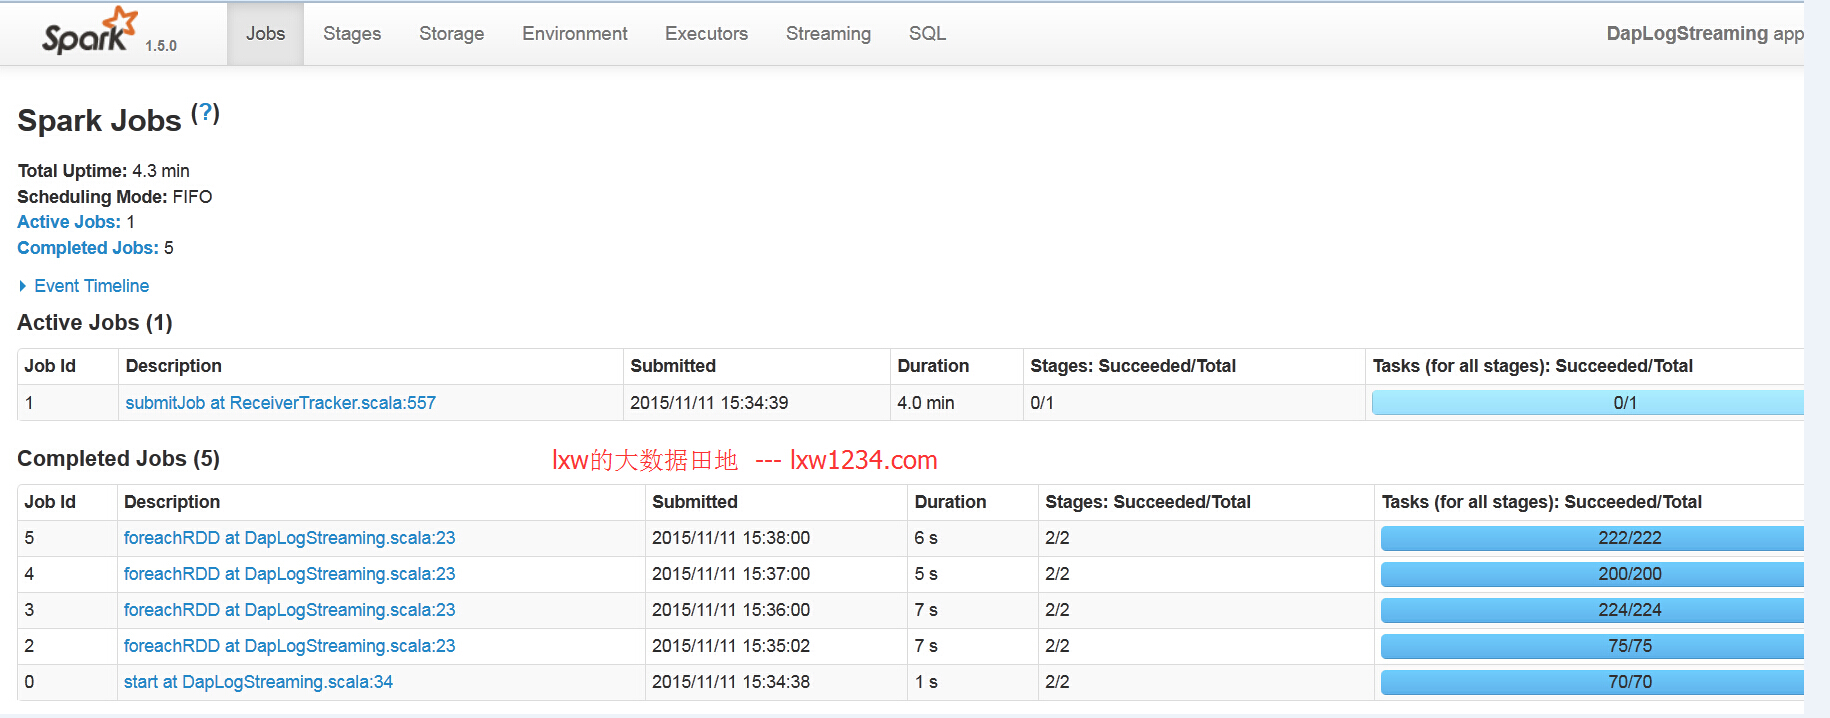 Spark 1.5.0 Jobs Stages Storage Environment Executors Streaming SQL DapLogStreaming app
Spark Jobs (?)
Total Uptime: 4.3 min
Scheduling Mode: FIFO
Active Jobs: 1
Completed Jobs: 5
Event Timeline
Active Jobs (1)
Job Id Description Submitted Duration Stages: Succeeded/Total Tasks (for all stages): Succeeded/Total
1 submitJob at ReceiverTracker.scala:557 2015/11/11 15:34:39 4.0 min 0/1 0/1
Completed Jobs (5) lxw的大数据田地 --- lxw1234.com
Job Id Description Submitted Duration Stages: Succeeded/Total Tasks (for all stages): Succeeded/Total
5 foreachRDD at DapLogStreaming.scala:23 2015/11/11 15:38:00 6 s 2/2 222/222
4 foreachRDD at DapLogStreaming.scala:23 2015/11/11 15:37:00 5 s 2/2 200/200
3 foreachRDD at DapLogStreaming.scala:23 2015/11/11 15:36:00 7 s 2/2 224/224
2 foreachRDD at DapLogStreaming.scala:23 2015/11/11 15:35:02 7 s 2/2 75/75
0 start at DapLogStreaming.scala:34 2015/11/11 15:34:38 1 s 2/2 70/70